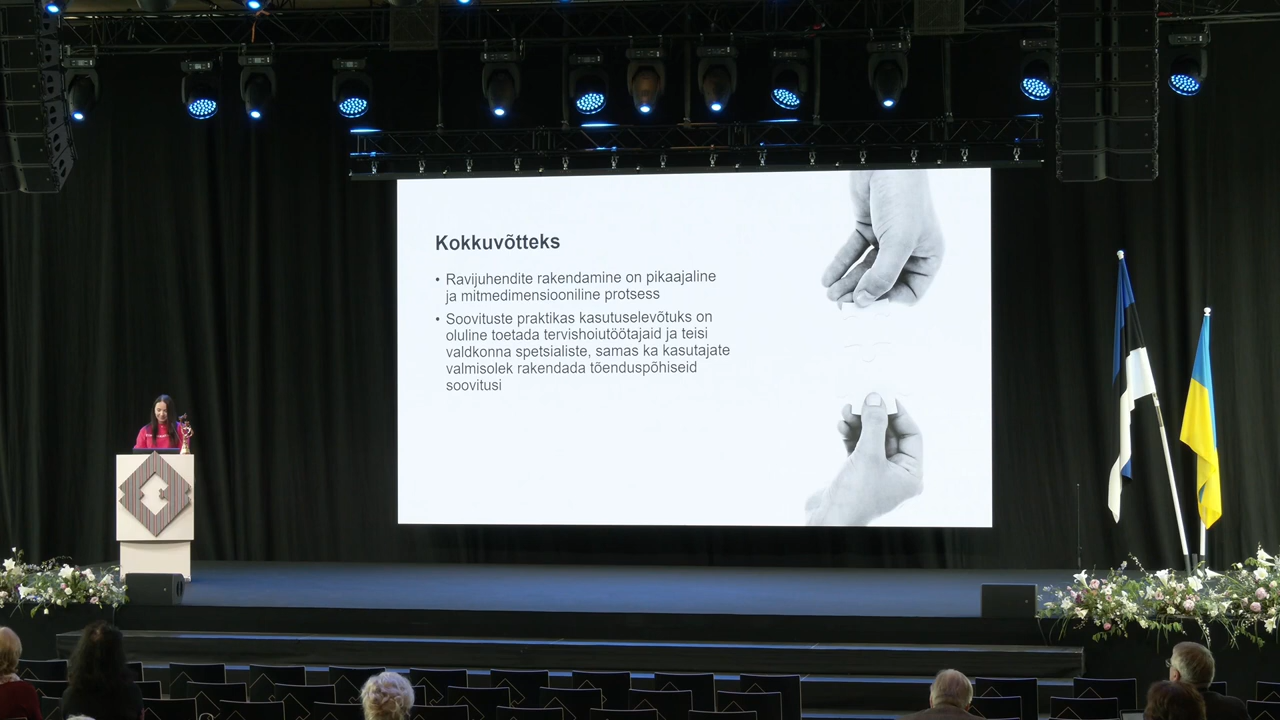 Kokkuvõtteks
• Ravijuhendite rakendamine on pikaajaline
ja mitmedimensiooniline protsess
• Soovituste praktikas kasutuselevõtuks on
oluline toetada tervishoiutöötajaid ja teisi
valdkonna spetsialiste, samas ka kasutajate
valmisolek rakendada tõenduspõhiseid
soovitusi